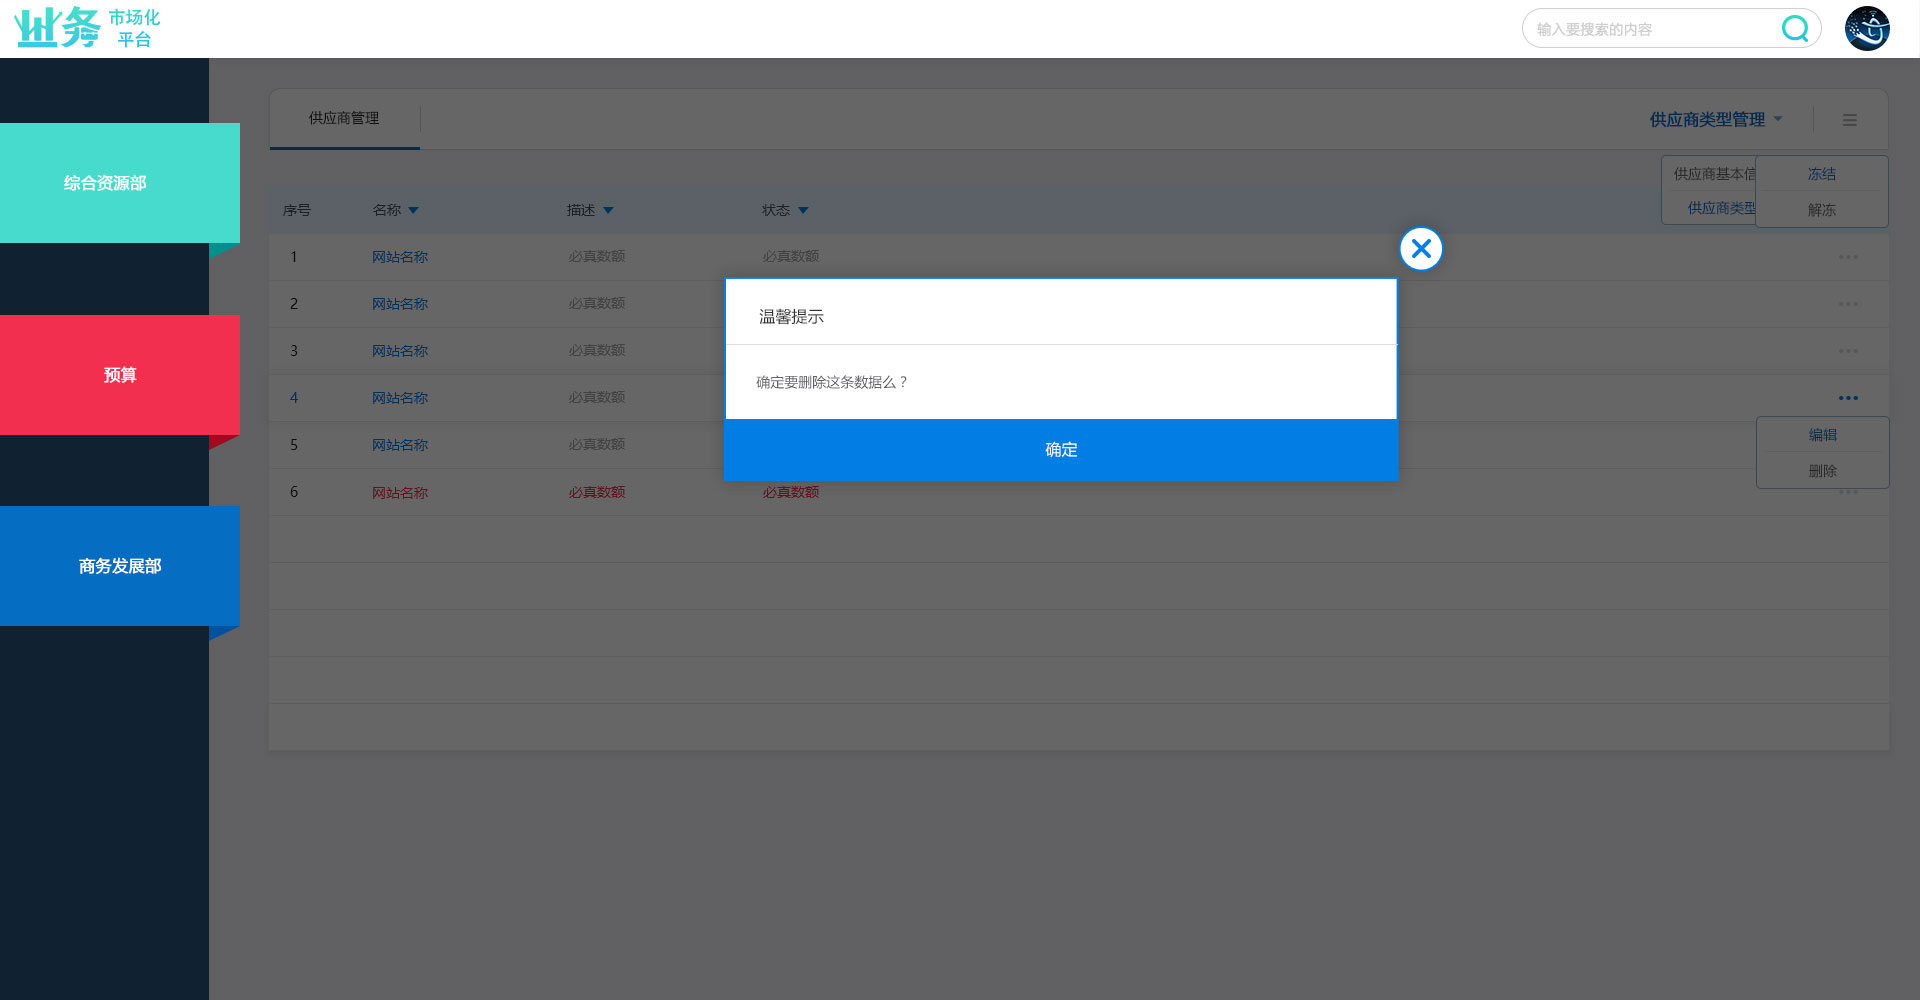 业务 市场化
平台
输入要搜索的内容
供应商管理
供应商类型管理
综合资源部
预算
商务发展部
供应商基本信
供应商类型
冻结
解冻
序号 名称 描述 状态
1 网站名称 必真数额 必真数额
2 网站名称 必真数额
3 网站名称 必真数额
4 网站名称 必真数额
5 网站名称 必真数额
6 网站名称 必真数额 必真数额
温馨提示
确定要删除这条数据么？
确定
编辑
删除